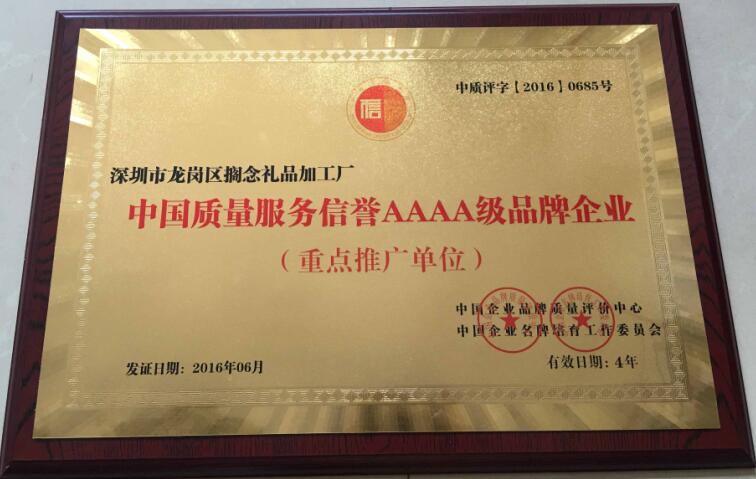 信
中质评字【2016】0685号
深圳市龙岗区搁念礼品加工厂
中国质量服务信誉AAAA级品牌企业
（重点推广单位）
中国企业品牌质量评价中心
中国企业名牌培育工作委员会
发证日期：2016年06月
有效日期：4年